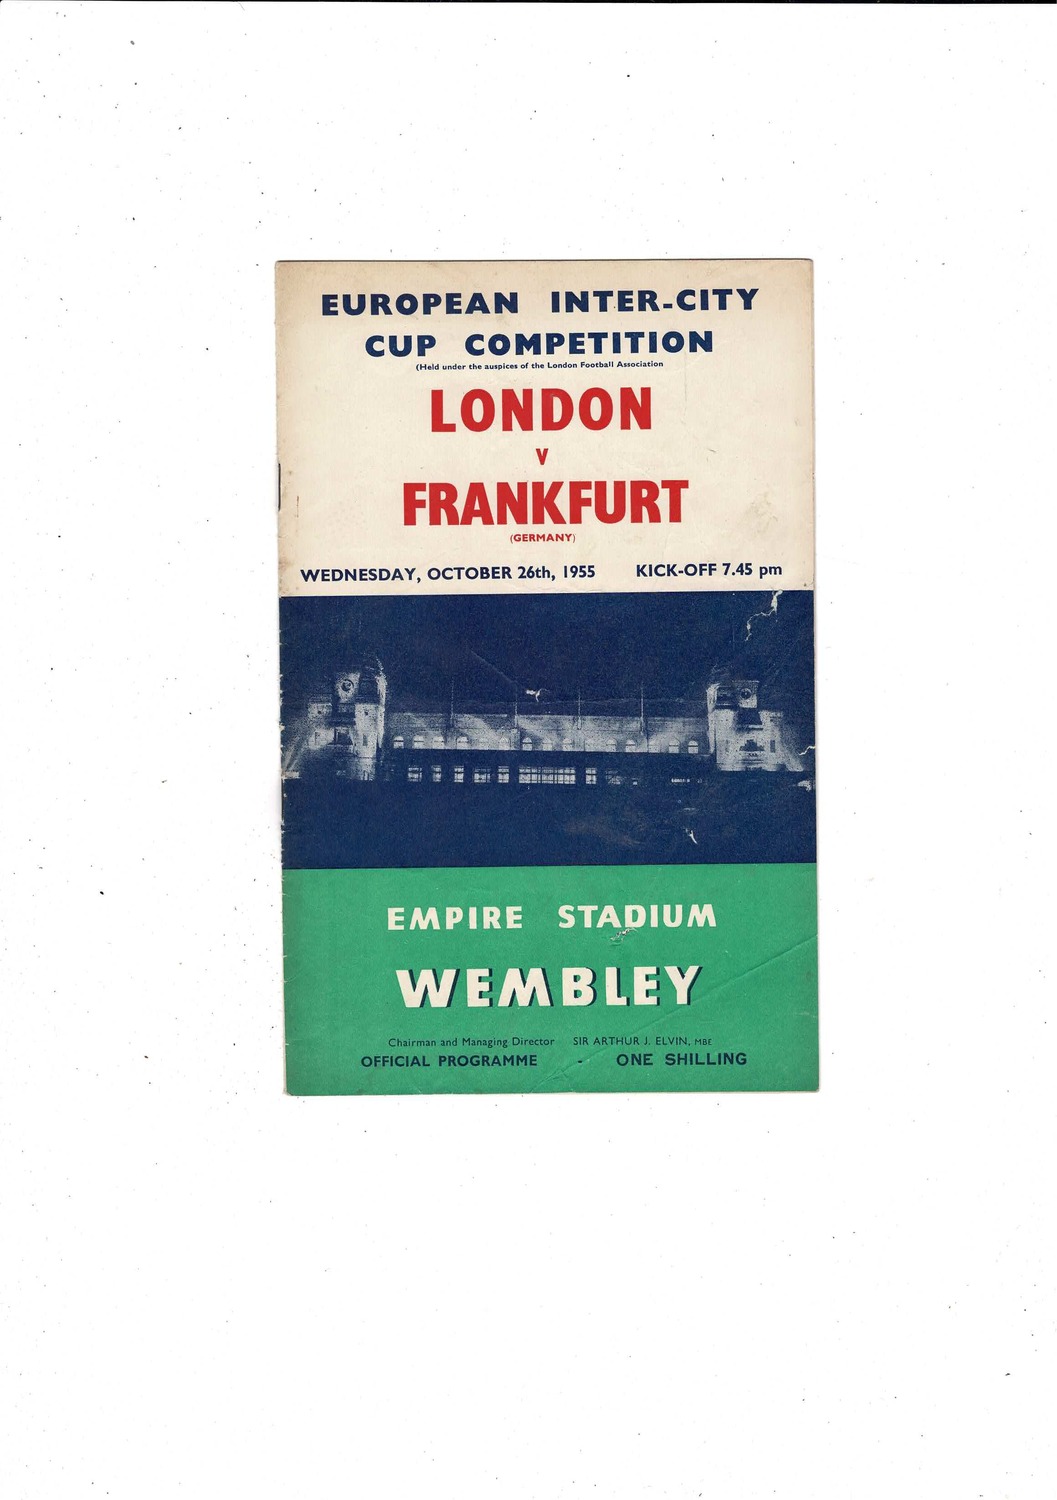 EUROPEAN INTER-CITY
CUP COMPETITION
(Held under the auspices of the London Football Association
LONDON
V
FRANKFURT
(GERMANY)
WEDNESDAY, OCTOBER 26th, 1955 KICK-OFF 7.45 pm
EMPIRE STADIUM
WEMBLEY
Chairman and Managing Director SIR ARTHUR J. ELVIN, MBE
OFFICIAL PROGRAMME - ONE SHILLING